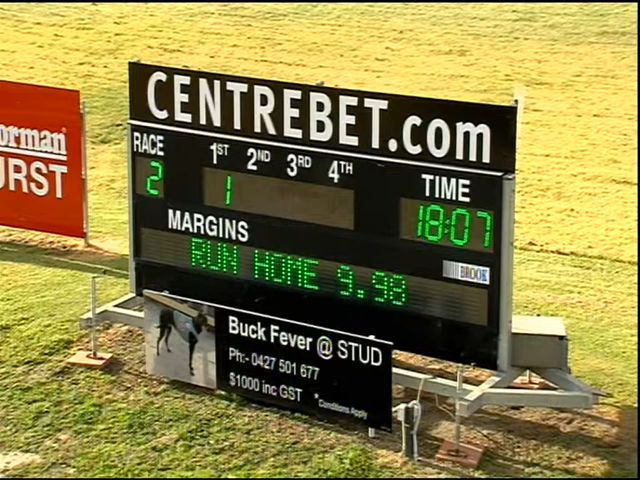 CENTREBET.com
RACE 1ST 2ND 3RD 4TH TIME
2 1 18:07
MARGINS
RUN HOME 9.98
BROOK
Buck Fever @ STUD
Ph:- 0427 501 677
$1000 inc GST *Conditions Apply
orman
URST